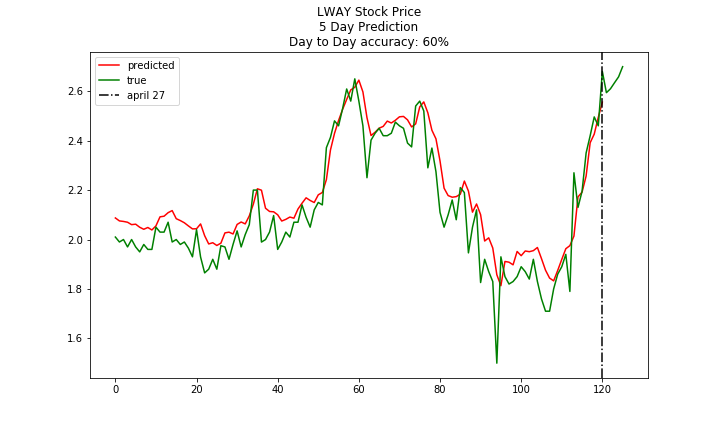 LWAY Stock Price
5 Day Prediction
Day to Day accuracy: 60%
predicted
true
april 27
2.6
2.4
2.2
2.0
1.8
1.6
0 20 40 60 80 100 120